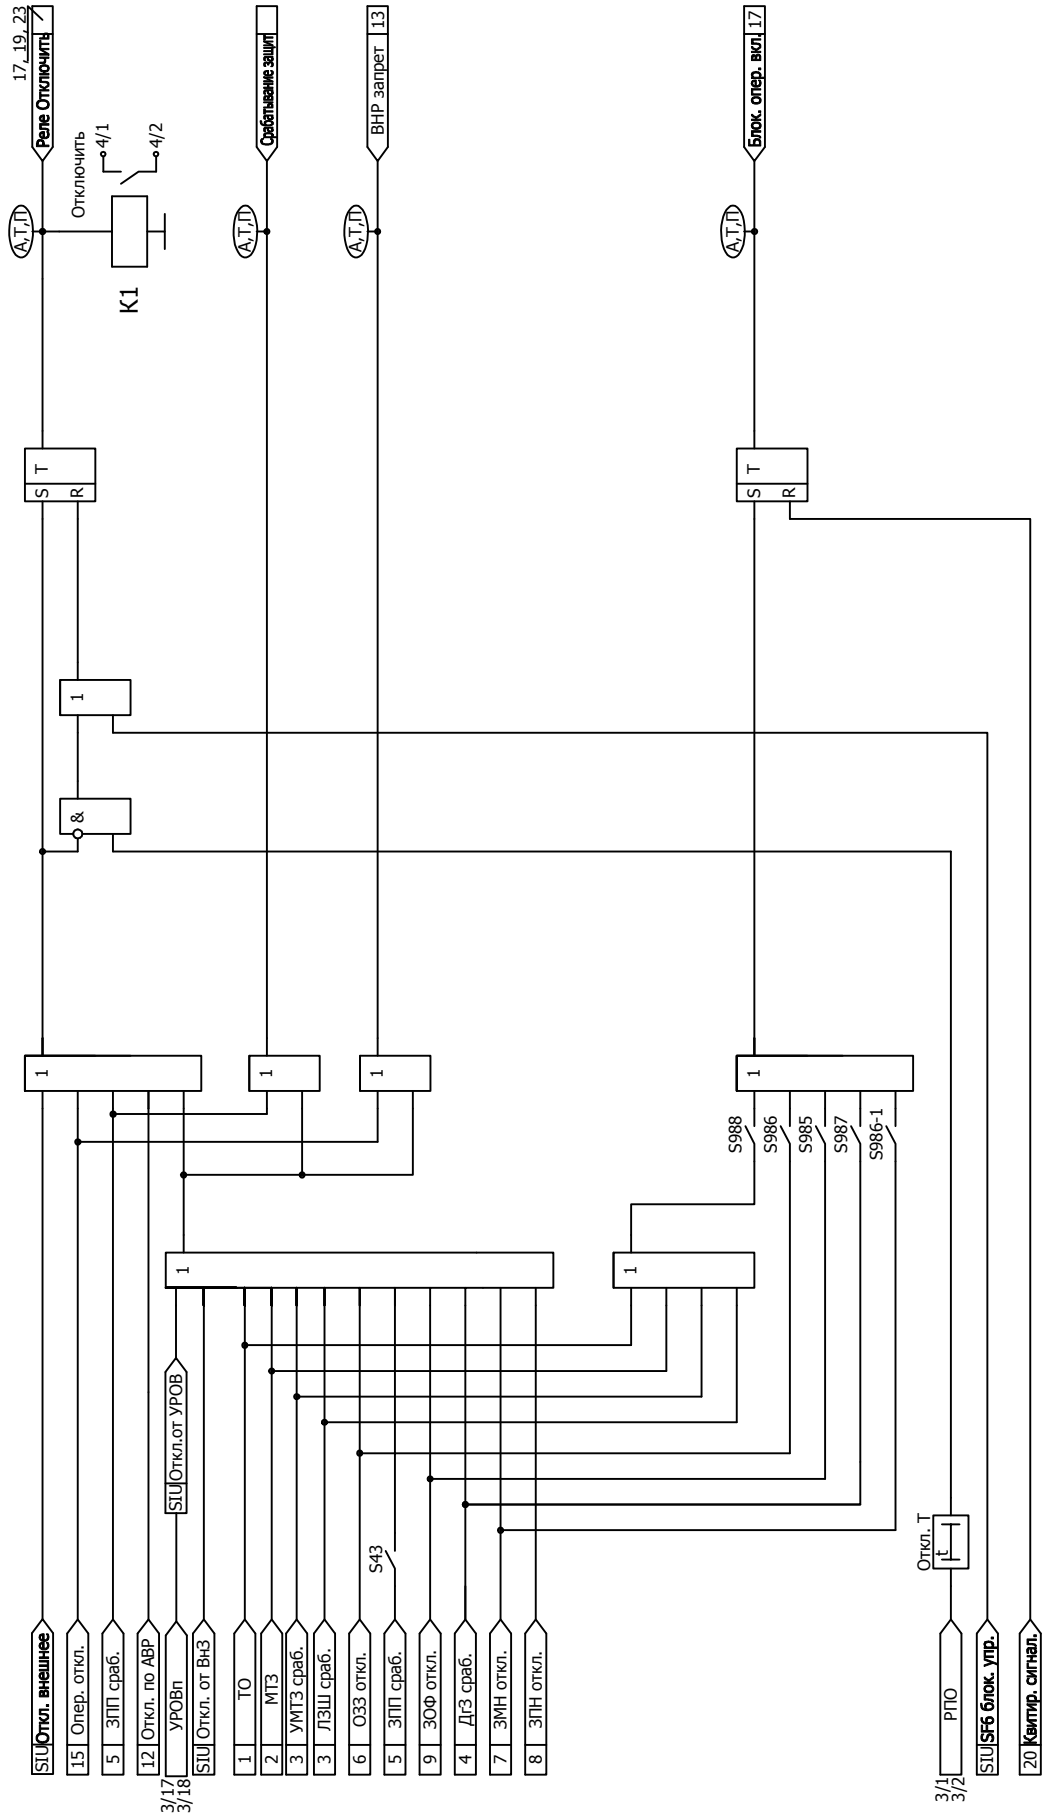 17, 19, 23
Реле Отключить
Срабатывание защит
ВНР запрет 13
Блок. опер. вкл. 17
А,Т,П
А,Т,П
А,Т,П
А,Т,П
Отключить
4/1
4/2
К1
S T
R
S T
R
1
&
1
1
1
1
S988
S986
S985
S987
S986-1
1
1
SIU Откл.от УРОВ
S43
Откл. Т
t
SIU Откл. внешнее
15 Опер. откл.
5 ЗПП сраб.
12 Откл. по АВР
3/17
3/18
УРОВп
SIU Откл. от ВнЗ
1 ТО
2 МТЗ
3 УМТЗ сраб.
3 ЛЗШ сраб.
6 ОЗЗ откл.
5 ЗПП сраб.
9 ЗОФ откл.
4 ДгЗ сраб.
7 ЗМН откл.
8 ЗПН откл.
3/1
3/2
РПО
SIU SF6 блок. упр.
20 Квитир. сигнал.